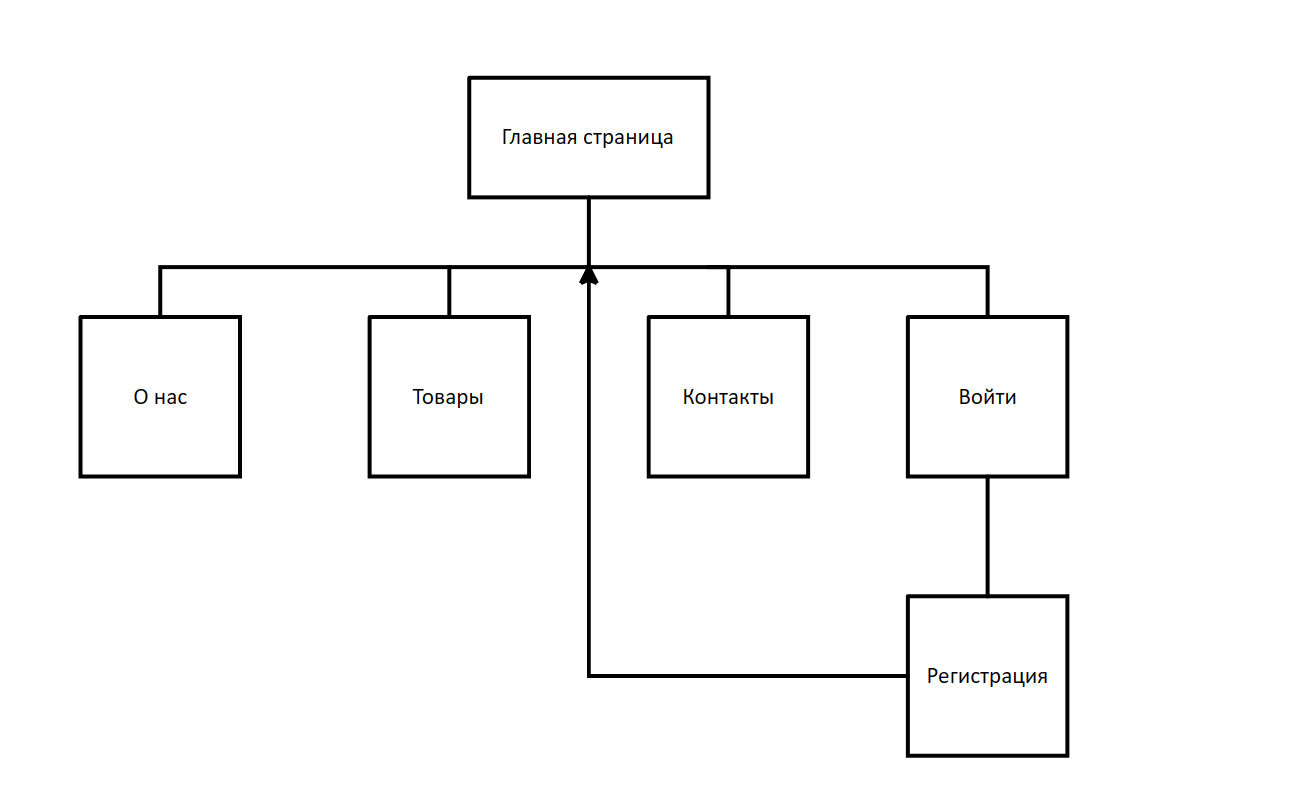 Главная страница
О нас
Товары
Контакты
Войти
Регистрация